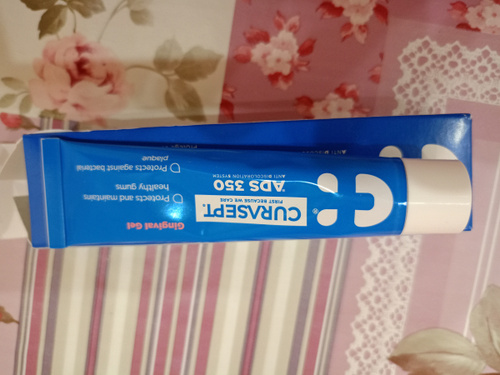 CURASEPT®
FIRST BECAUSE WE CARE
ADS 350
ANTI DISCOLORATION SYSTEM
Gingival Gel
Protects and maintains
healthy gums
Protects against bacterial
plaque